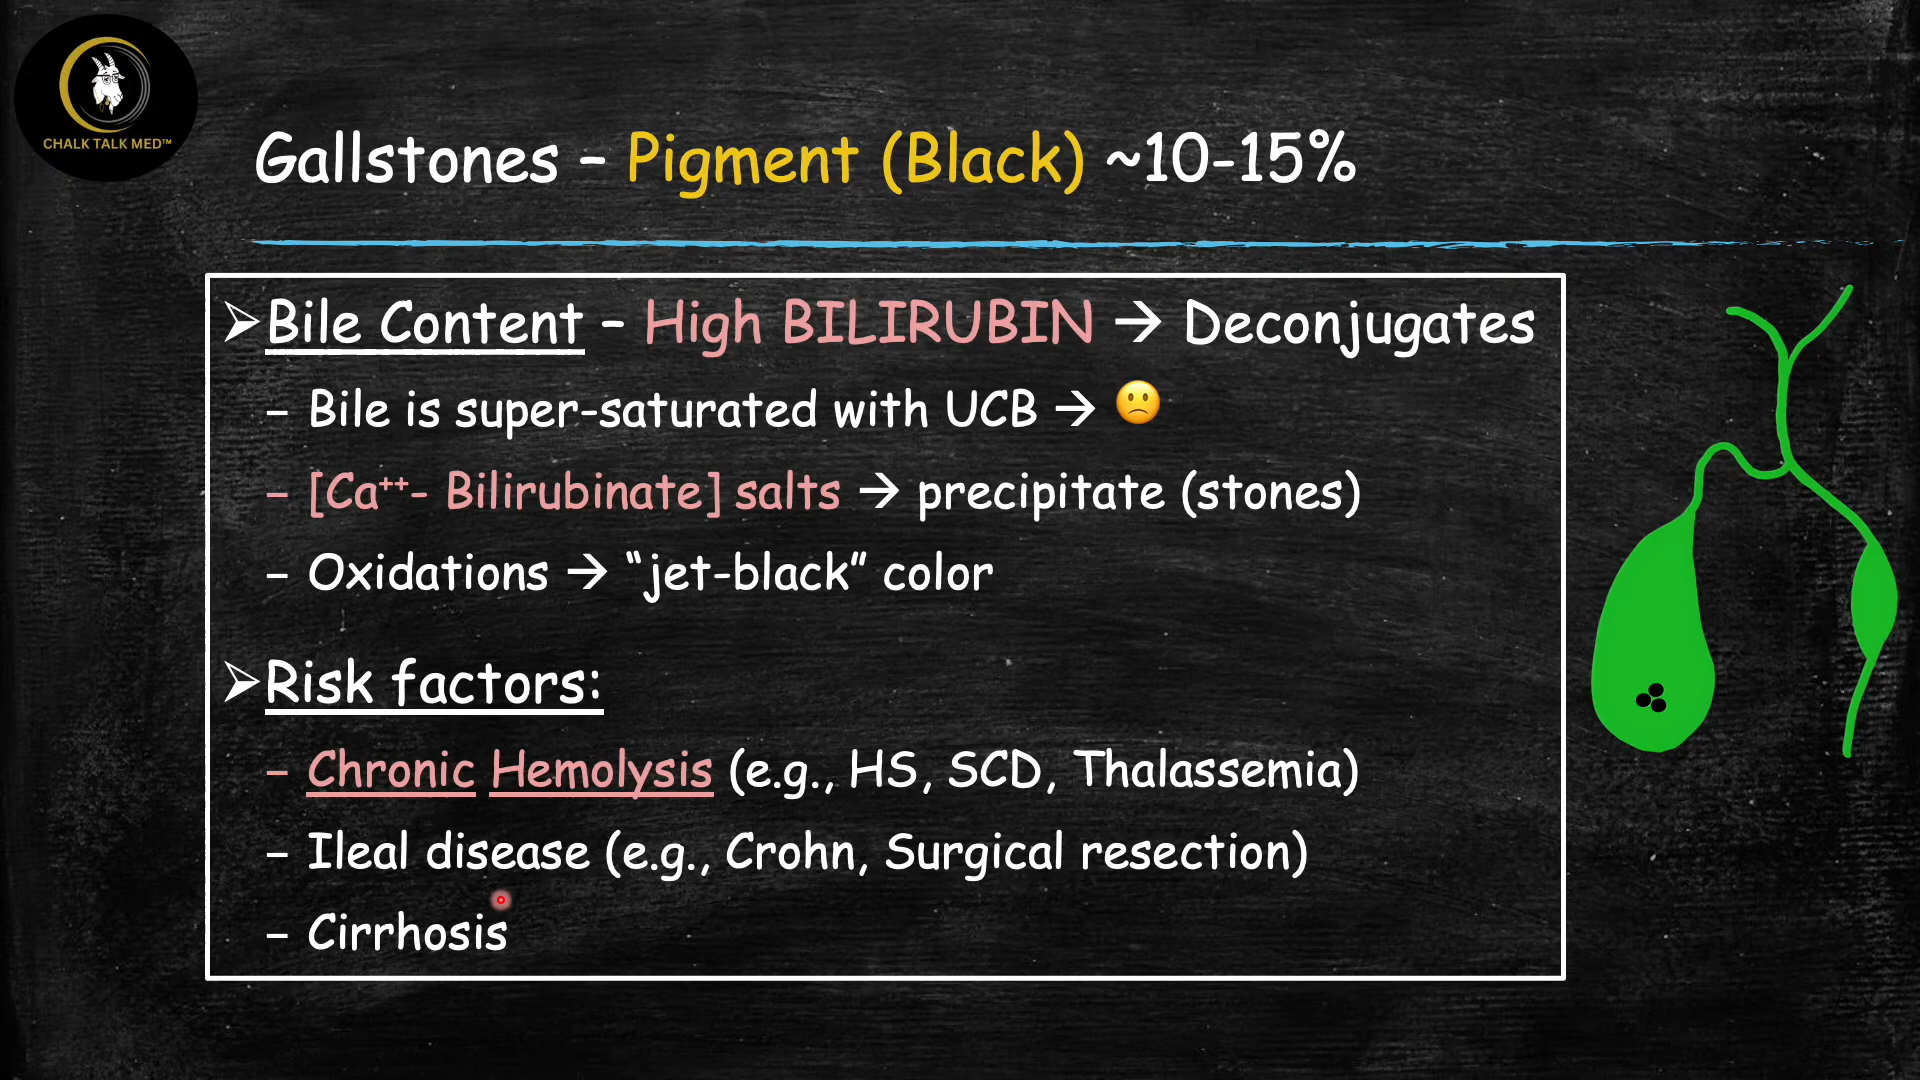 CHALK TALK MED™
Gallstones – Pigment (Black) ~10-15%
➢Bile Content – High BILIRUBIN → Deconjugates
– Bile is super-saturated with UCB → 🙁
– [Ca⁺⁺- Bilirubinate] salts → precipitate (stones)
– Oxidations → “jet-black” color
➢Risk factors:
– Chronic Hemolysis (e.g., HS, SCD, Thalassemia)
– Ileal disease (e.g., Crohn, Surgical resection)
– Cirrhosis